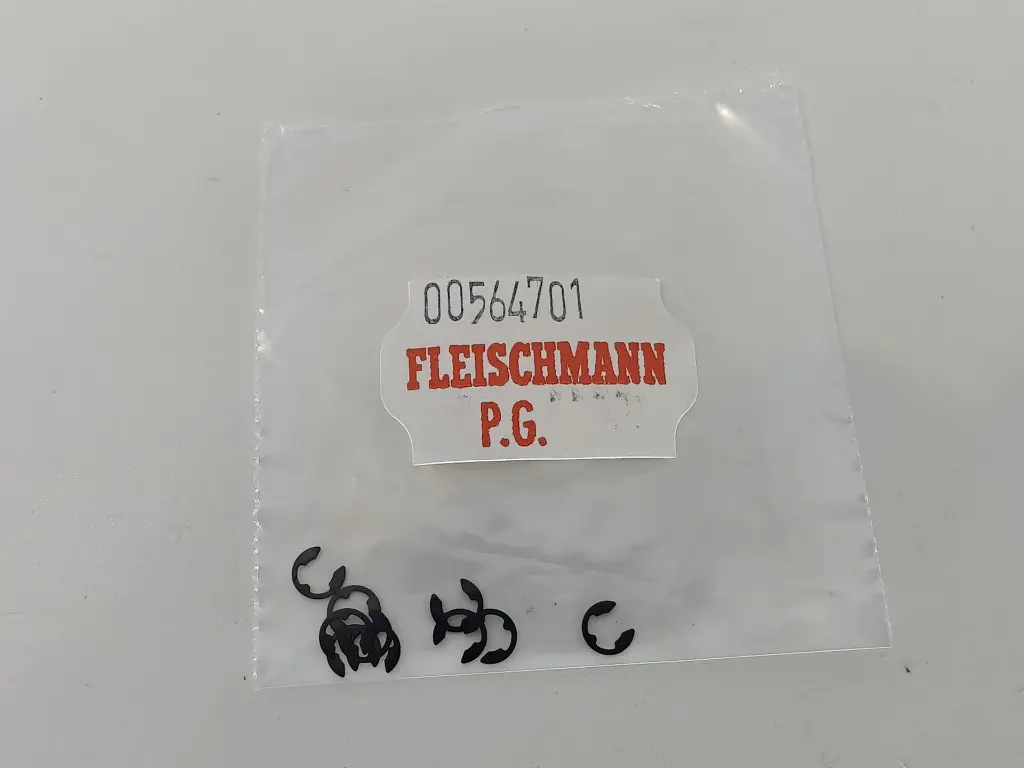 00564701
FLEISCHMANN
P.G.